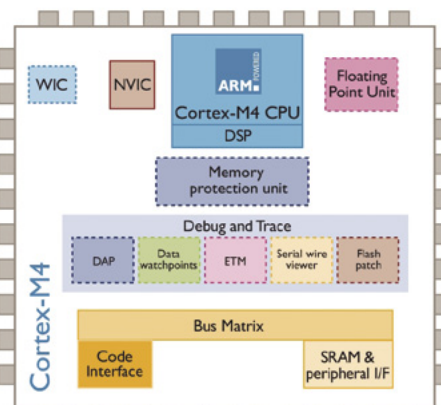 WIC
NVIC
ARM POWERED
Cortex-M4 CPU
DSP
Floating
Point Unit
Memory
protection unit
Debug and Trace
DAP
Data
watchpoints
ETM
Serial wire
viewer
Flash
patch
Cortex-M4
Bus Matrix
Code
Interface
SRAM &
peripheral I/F